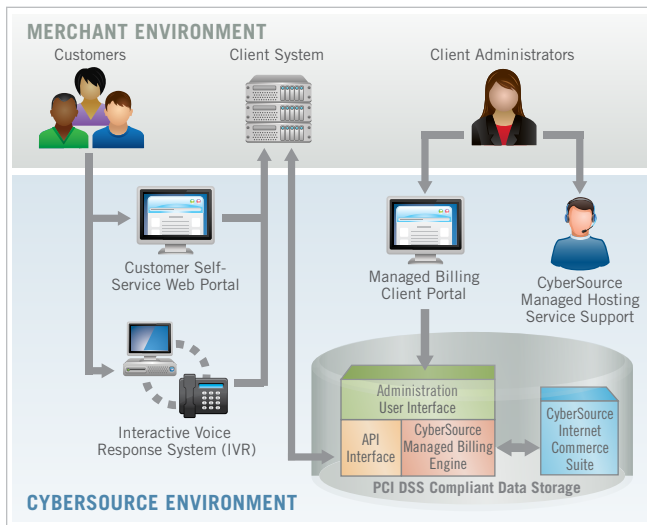 MERCHANT ENVIRONMENT
Customers
Client System
Client Administrators
Customer Self-
Service Web Portal
Managed Billing
Client Portal
CyberSource
Managed Hosting
Service Support
Interactive Voice
Response System (IVR)
Administration
User Interface
API
Interface
CyberSource
Managed Billing
Engine
CyberSource
Internet
Commerce
Suite
PCI DSS Compliant Data Storage
CYBERSOURCE ENVIRONMENT